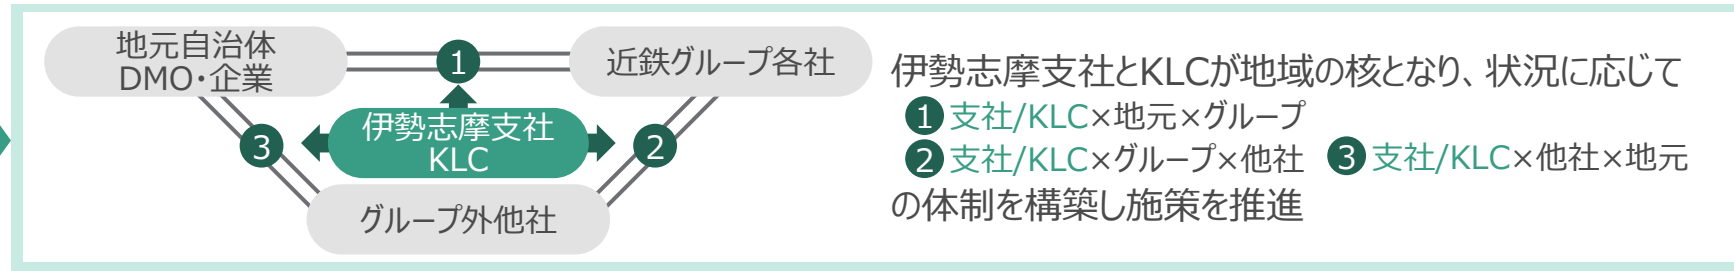 地元自治体
DMO・企業
1
近鉄グループ各社
伊勢志摩支社
KLC
3
2
グループ外他社
伊勢志摩支社とKLCが地域の核となり、状況に応じて
1 支社/KLC×地元×グループ
2 支社/KLC×グループ×他社 3 支社/KLC×他社×地元
の体制を構築し施策を推進